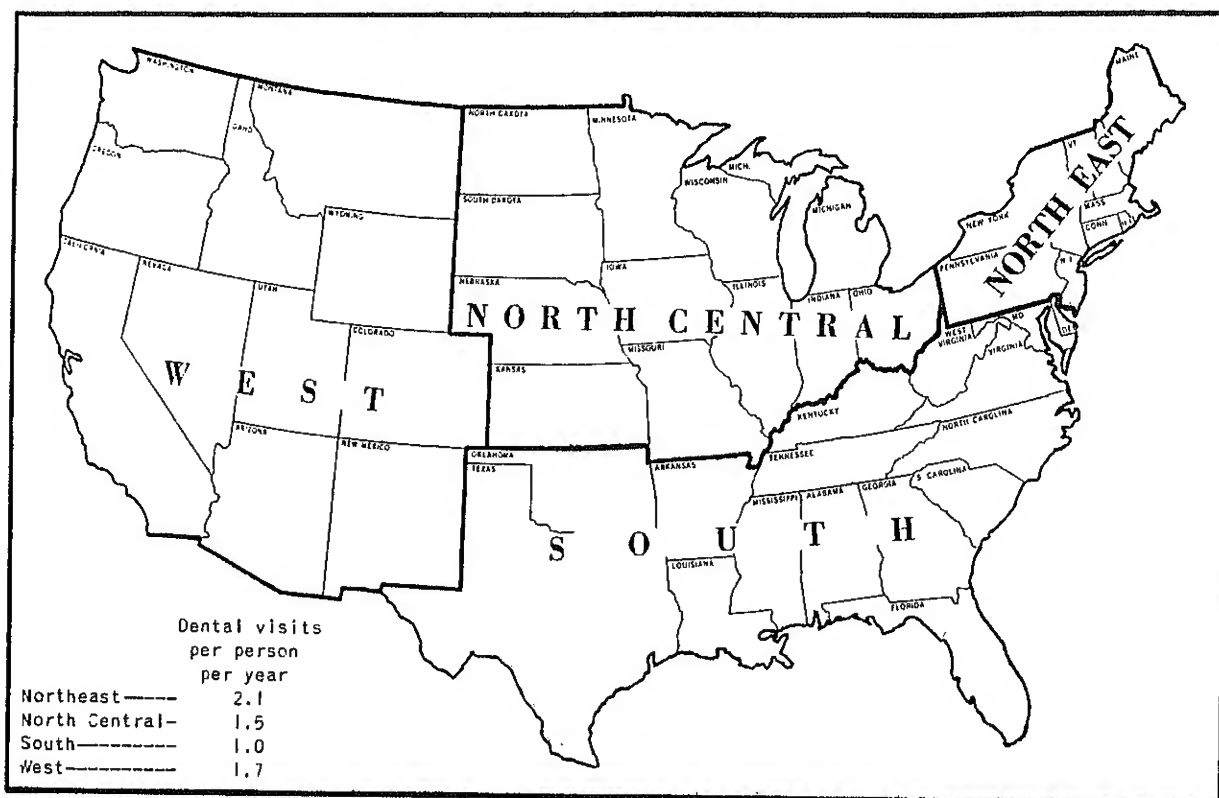 WASHINGTON
MONTANA
IDAHO
OREGON
WYOMING
CALIFORNIA
NEVADA
UTAH
COLORADO
ARIZONA
NEW MEXICO
WEST
NORTH DAKOTA
MINNESOTA
SOUTH DAKOTA
WISCONSIN
MICH.
MICHIGAN
NEBRASKA
IOWA
ILLINOIS
INDIANA
OHIO
KANSAS
MISSOURI
NORTH CENTRAL
MAINE
VT
NEW YORK
MASS
CONN
PENNSYLVANIA
N J
NORTH EAST
WEST
VIRGINIA
MD
DEL
VIRGINIA
KENTUCKY
NORTH CAROLINA
TENNESSEE
OKLAHOMA
TEXAS
ARKANSAS
MISSISSIPPI
ALABAMA
GEORGIA
S CAROLINA
LOUISIANA
FLORIDA
SOUTH
Dental visits
per person
per year
Northeast----- 2.1
North Central- 1.5
South--------- 1.0
West---------- 1.7